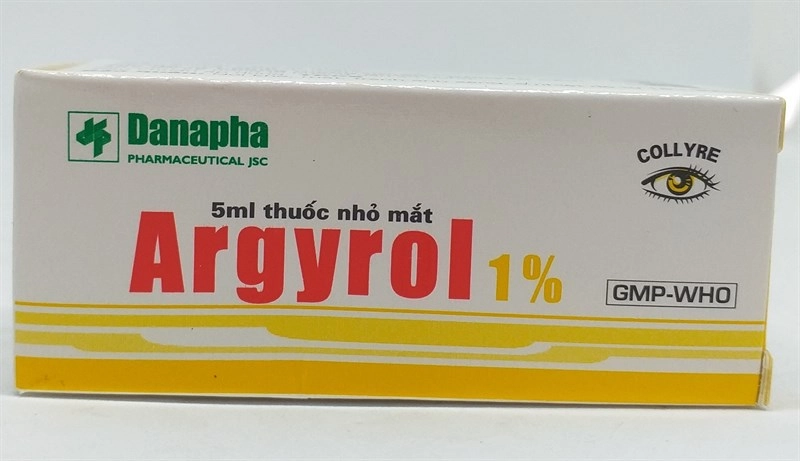 Danapha
PHARMACEUTICAL JSC
COLLYRE
5ml thuốc nhỏ mắt
Argyrol 1%
GMP-WHO